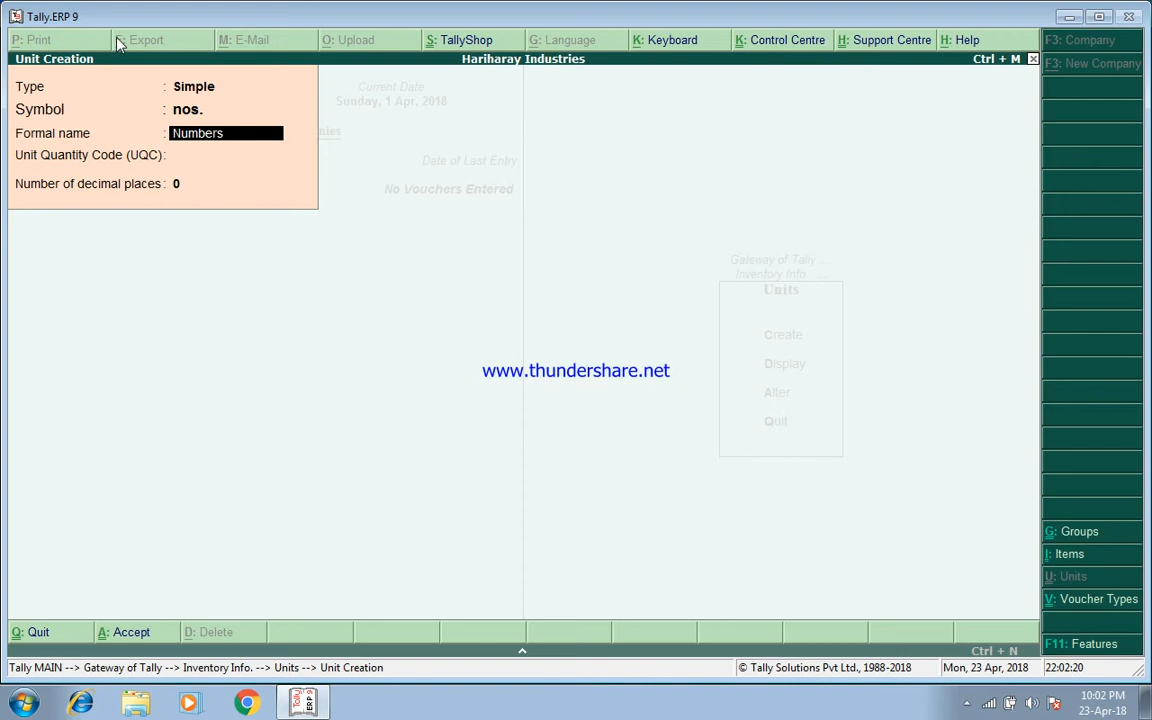 Tally.ERP 9
P: Print
E: Export
M: E-Mail
O: Upload
S: TallyShop
G: Language
K: Keyboard
K: Control Centre
H: Support Centre
H: Help
F3: Company
F3: New Company
Unit Creation
Hariharay Industries
Ctrl + M
Type : Simple
Symbol : nos.
Formal name : Numbers
Unit Quantity Code (UQC):
Number of decimal places : 0
Current Date
Sunday, 1 Apr, 2018
Date of Last Entry
No Vouchers Entered
Gateway of Tally ...
Inventory Info. ...
Units
Create
Display
Alter
Quit
www.thundershare.net
G: Groups
I: Items
U: Units
V: Voucher Types
F11: Features
Q: Quit
A: Accept
D: Delete
Ctrl + N
Tally MAIN --> Gateway of Tally --> Inventory Info. --> Units --> Unit Creation
© Tally Solutions Pvt Ltd., 1988-2018
Mon, 23 Apr, 2018
22:02:20
Tally
ERP 9
10:02 PM
23-Apr-18